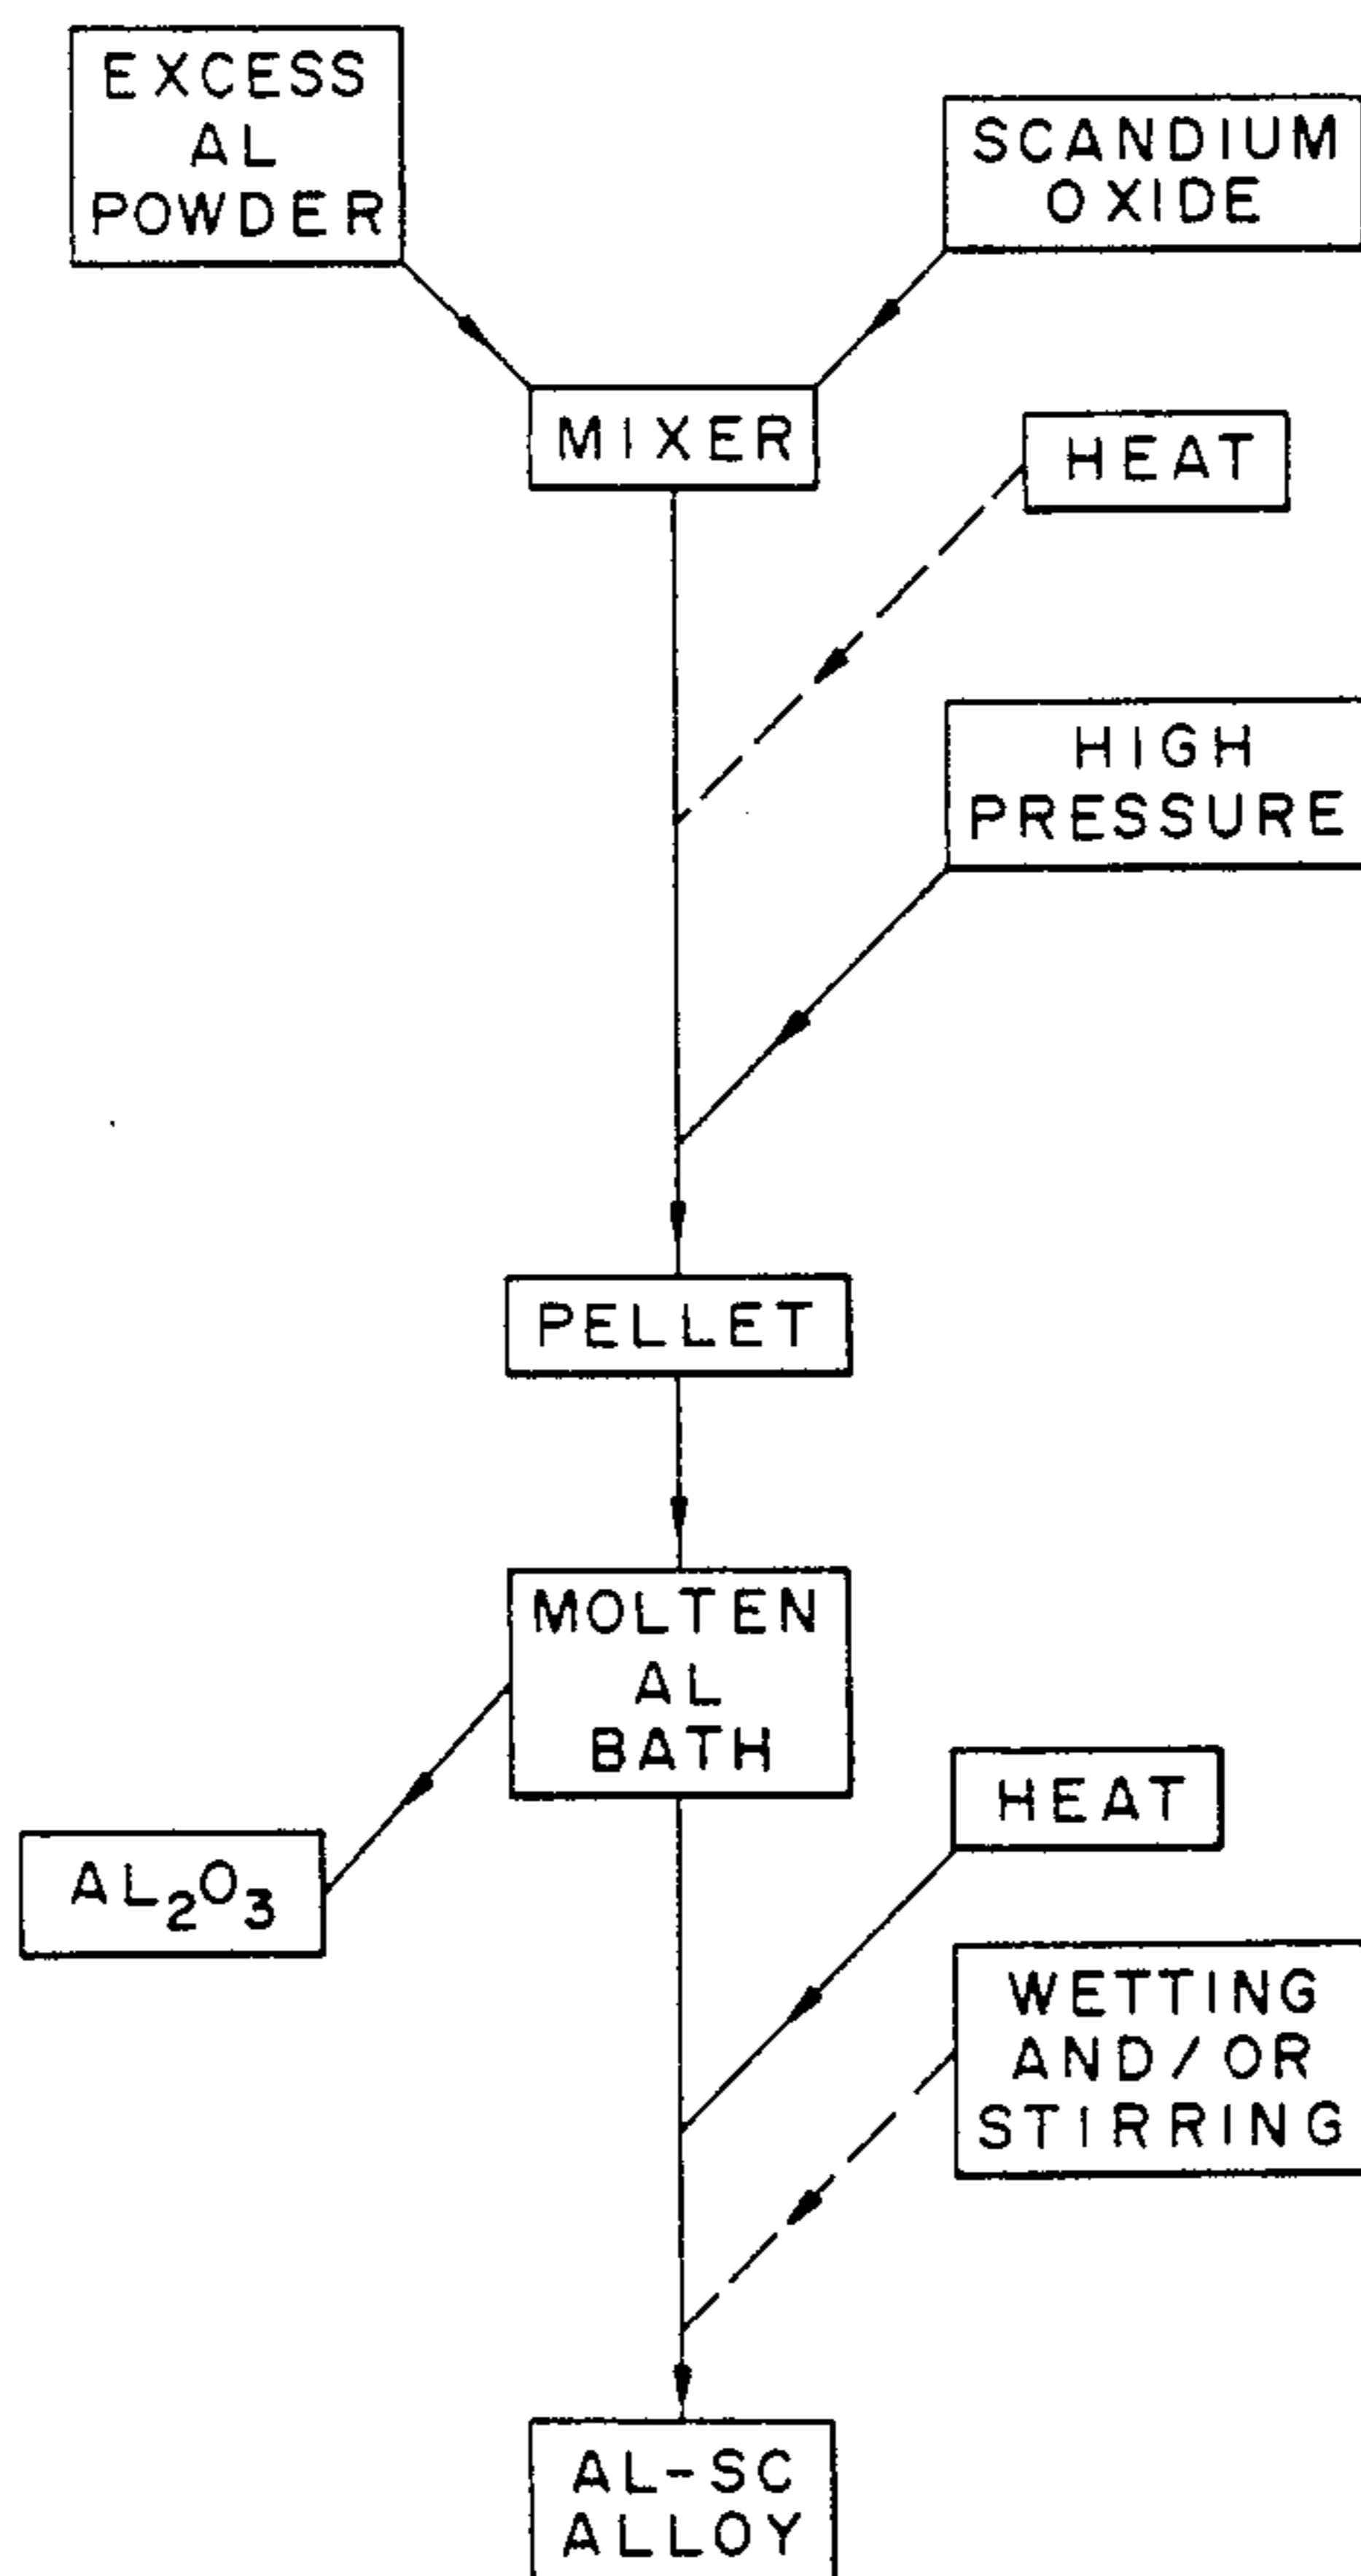 EXCESS
AL
POWDER
SCANDIUM
OXIDE
MIXER
HEAT
HIGH
PRESSURE
PELLET
MOLTEN
AL
BATH
HEAT
AL₂O₃
WETTING
AND/OR
STIRRING
AL-SC
ALLOY